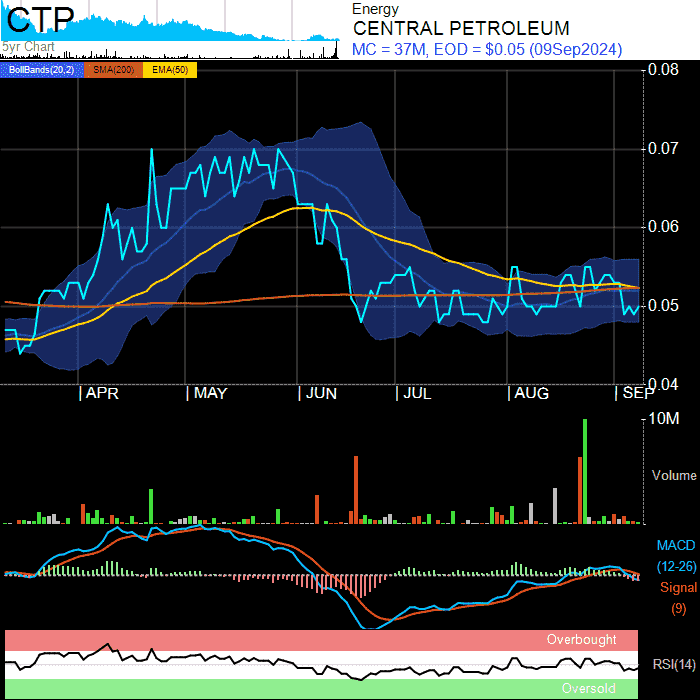 CTP
5yr Chart
Energy
CENTRAL PETROLEUM
MC = 37M, EOD = $0.05 (09Sep2024)
BollBands(20,2) SMA(200) EMA(50)
0.08
0.07
0.06
0.05
0.04
APR MAY JUN JUL AUG SEP
10M
Volume
MACD
(12-26)
Signal
(9)
Overbought
RSI(14)
Oversold